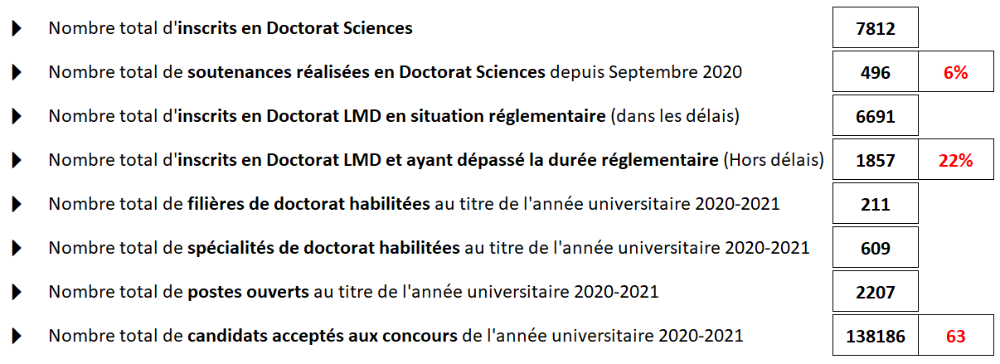 Nombre total d'inscrits en Doctorat Sciences 7812
Nombre total de soutenances réalisées en Doctorat Sciences depuis Septembre 2020 496 6%
Nombre total d'inscrits en Doctorat LMD en situation réglementaire (dans les délais) 6691
Nombre total d'inscrits en Doctorat LMD et ayant dépassé la durée réglementaire (Hors délais) 1857 22%
Nombre total de filières de doctorat habilitées au titre de l'année universitaire 2020-2021 211
Nombre total de spécialités de doctorat habilitées au titre de l'année universitaire 2020-2021 609
Nombre total de postes ouverts au titre de l'année universitaire 2020-2021 2207
Nombre total de candidats acceptés aux concours de l'année universitaire 2020-2021 138186 63